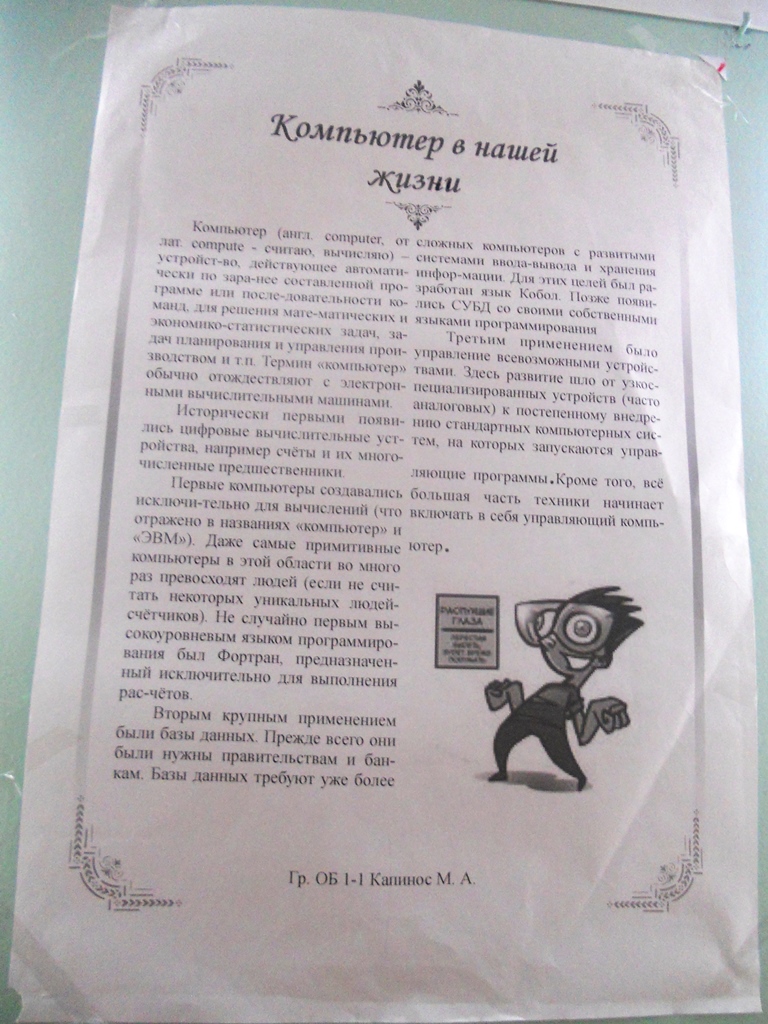 Компьютер в нашей
жизни
Компьютер (англ. computer, от
лат. compute - считаю, вычисляю) –
устройст-во, действующее автомати-
чески по зара-нее составленной про-
грамме или после-довательности ко-
манд, для решения мате-матических и
экономико-статистических задач, за-
дач планирования и управления прои-
зводством и т.п. Термин «компьютер»
обычно отождествляют с электрон-
ными вычислительными машинами.
Исторически первыми появи-
лись цифровые вычислительные уст-
ройства, например счёты и их много-
численные предшественники.
Первые компьютеры создавались
исключи-тельно для вычислений (что
отражено в названиях «компьютер» и
«ЭВМ»). Даже самые примитивные
компьютеры в этой области во много
раз превосходят людей (если не счи-
тать некоторых уникальных людей-
счётчиков). Не случайно первым вы-
сокоуровневым языком программиро-
вания был Фортран, предназначен-
ный исключительно для выполнения
рас-чётов.
Вторым крупным применением
были базы данных. Прежде всего они
были нужны правительствам и бан-
кам. Базы данных требуют уже более
сложных компьютеров с развитыми
системами ввода-вывода и хранения
инфор-мации. Для этих целей был ра-
зработан язык Кобол. Позже появи-
лись СУБД со своими собственными
языками программирования
Третьим применением было
управление всевозможными устройс-
твами. Здесь развитие шло от узкос-
пециализированных устройств (часто
аналоговых) к постепенному внедре-
нию стандартных компьютерных сис-
тем, на которых запускаются управ-
ляющие программы.Кроме того, всё
большая часть техники начинает
включать в себя управляющий компь-
ютер.
РАСПУХШИЕ
ГЛАЗА
Гр. ОБ 1-1 Капинос М. А.